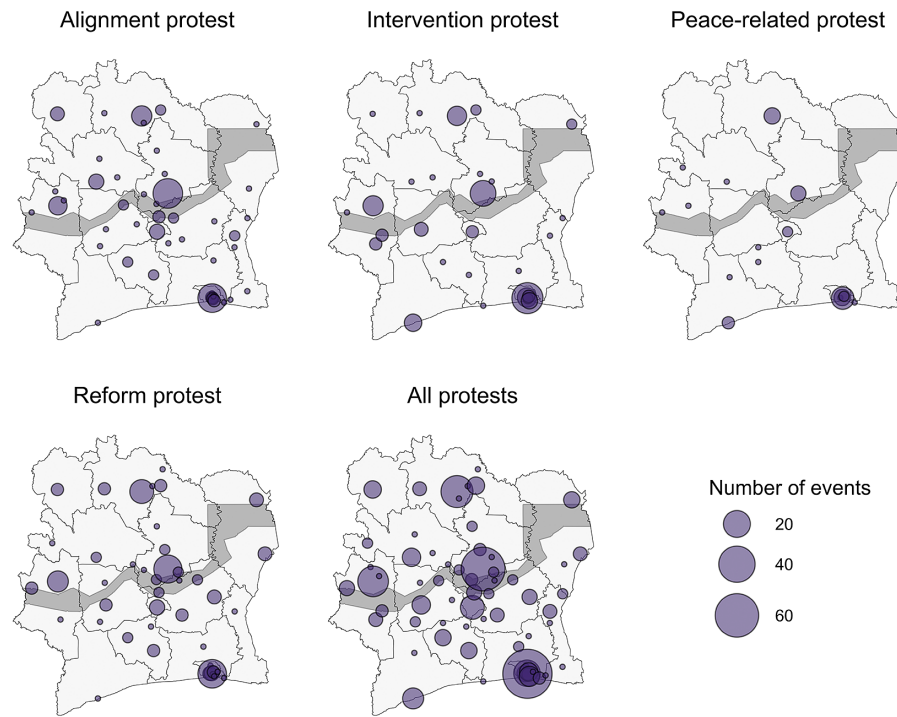 Alignment protest
Intervention protest
Peace-related protest
Reform protest
All protests
Number of events
20
40
60